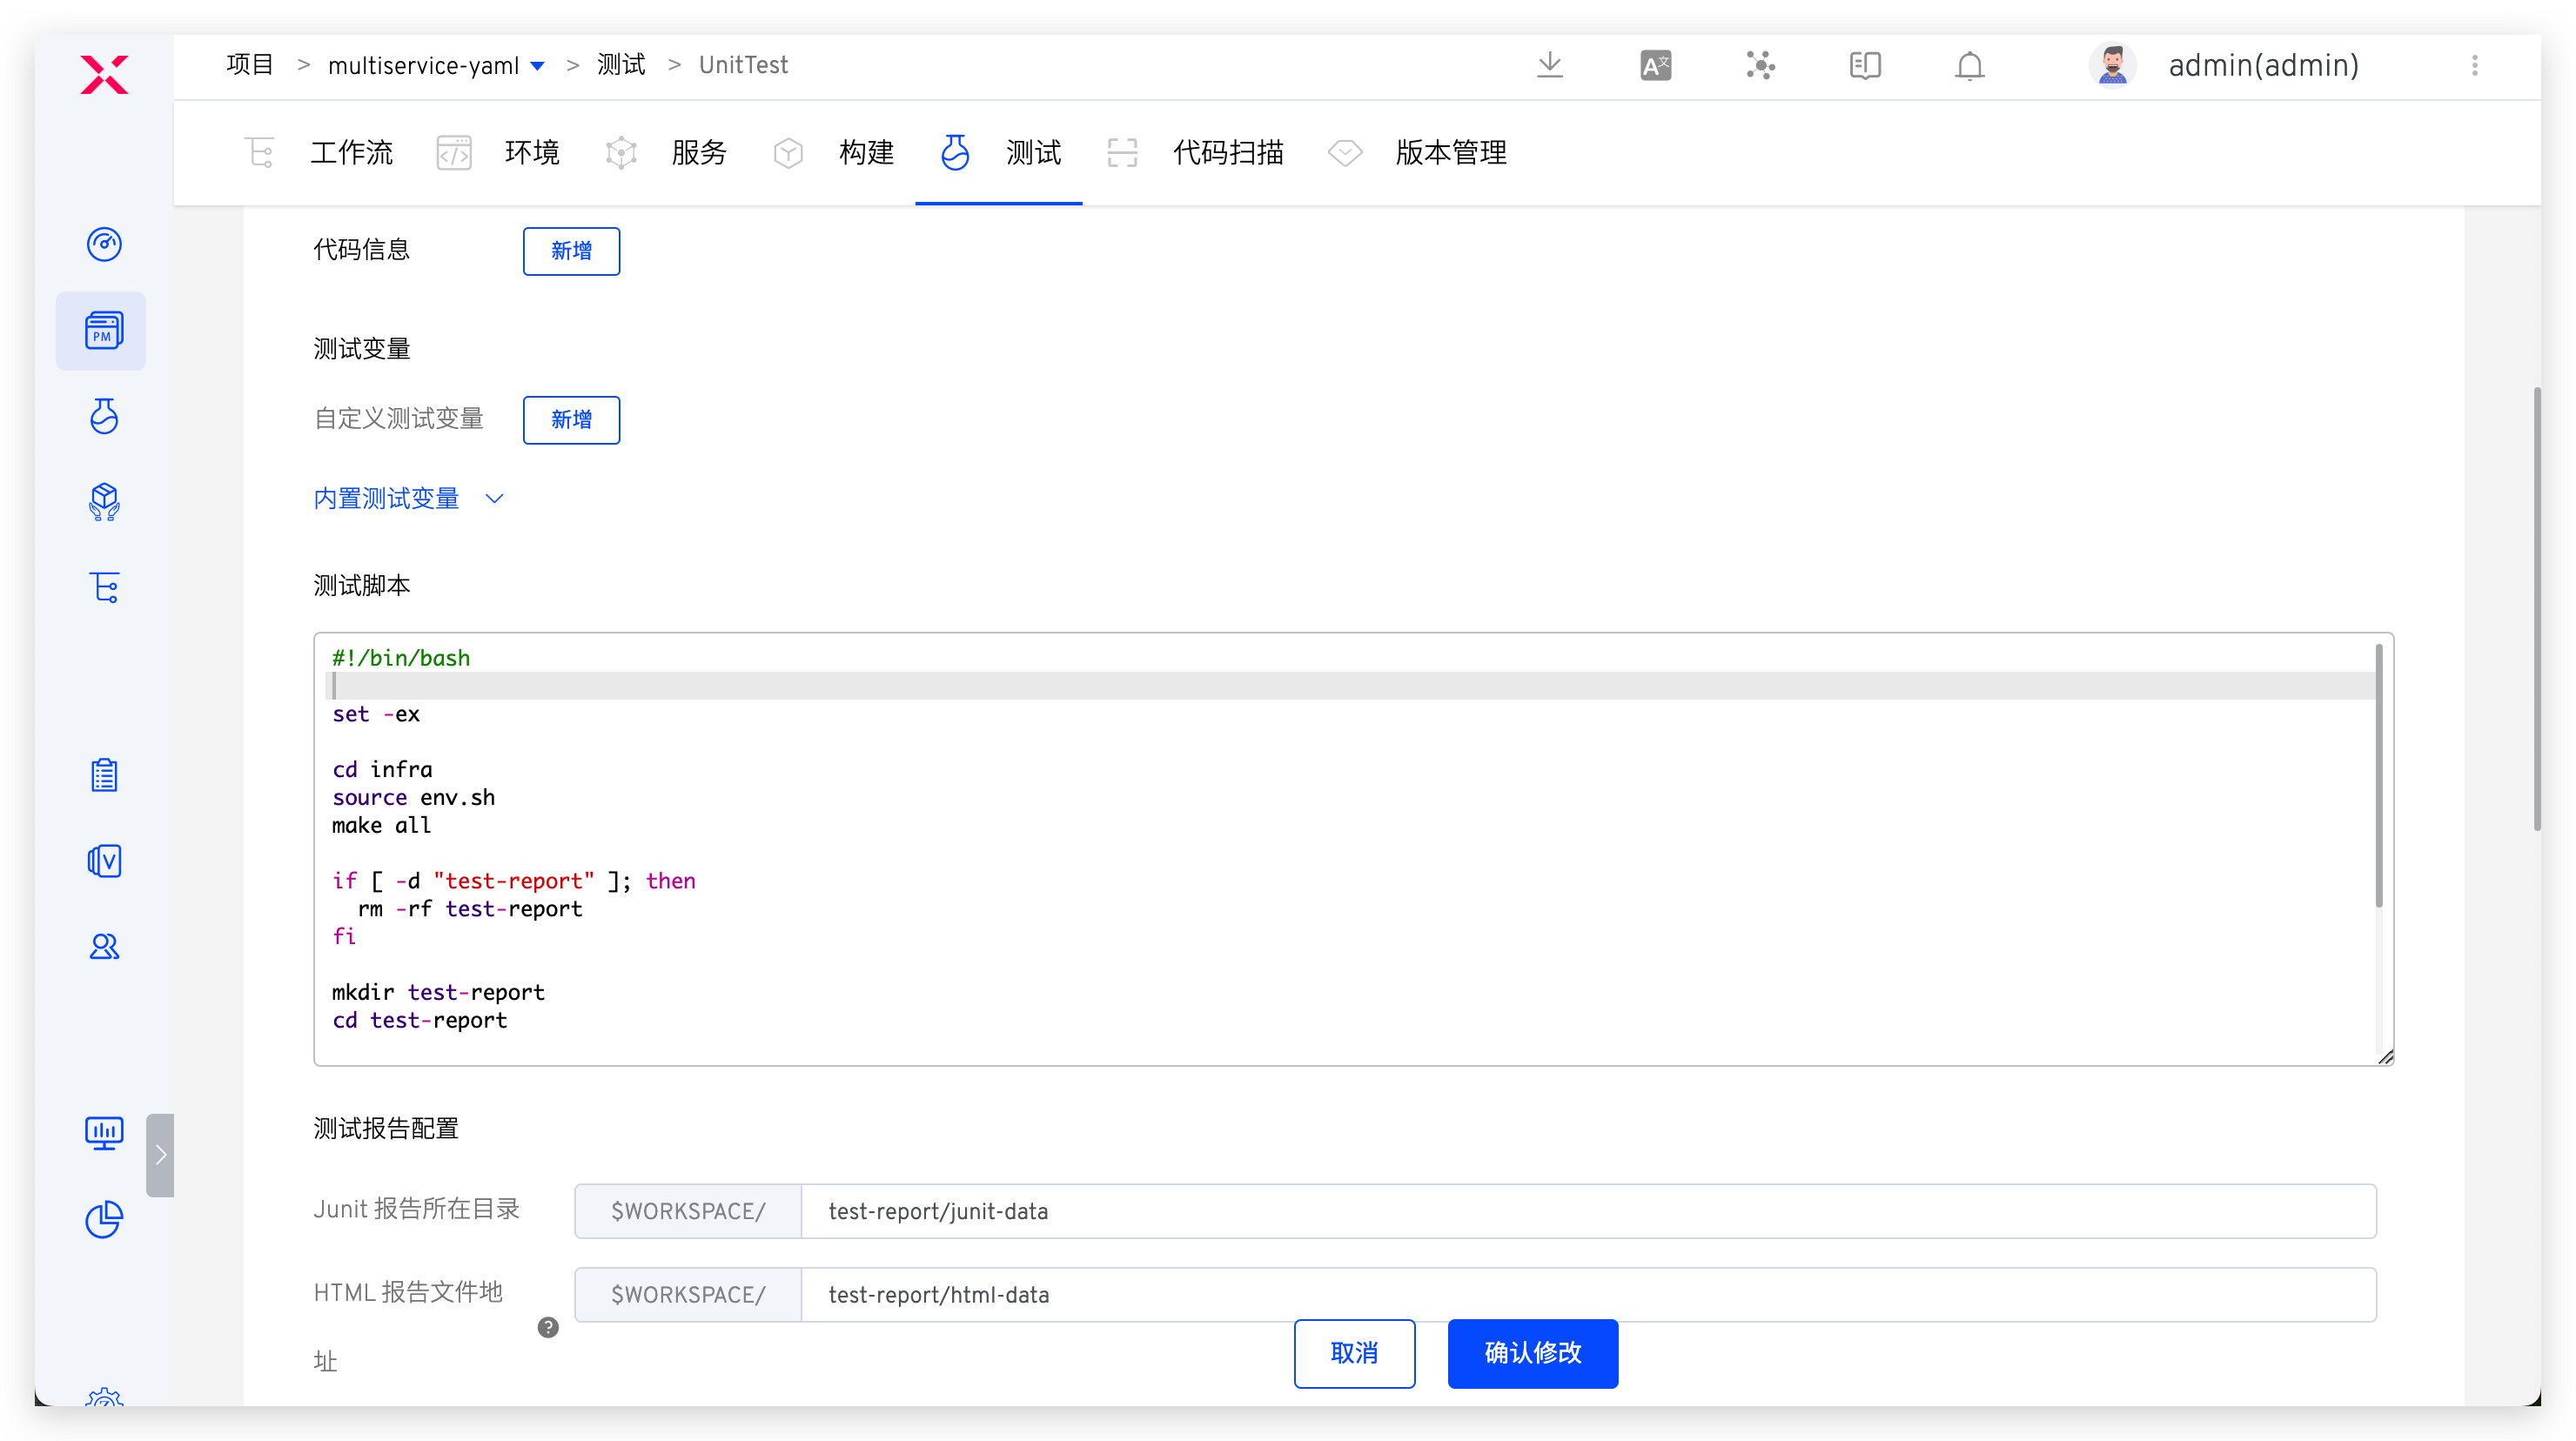 项目 > multiservice-yaml > 测试 > UnitTest
admin(admin)
工作流 环境 服务 构建 测试 代码扫描 版本管理
PM
V
代码信息 新增
测试变量
自定义测试变量 新增
内置测试变量
测试脚本
#!/bin/bash
set -ex
cd infra
source env.sh
make all
if [ -d "test-report" ]; then
rm -rf test-report
fi
mkdir test-report
cd test-report
测试报告配置
Junit 报告所在目录 $WORKSPACE/ test-report/junit-data
HTML 报告文件地址 $WORKSPACE/ test-report/html-data
取消 确认修改